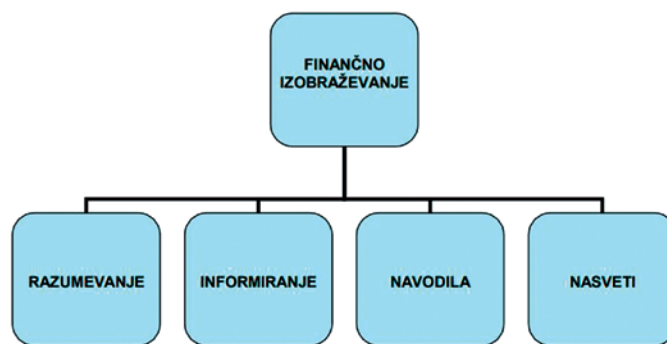 FINANČNO
IZOBRAŽEVANJE
RAZUMEVANJE
INFORMIRANJE
NAVODILA
NASVETI